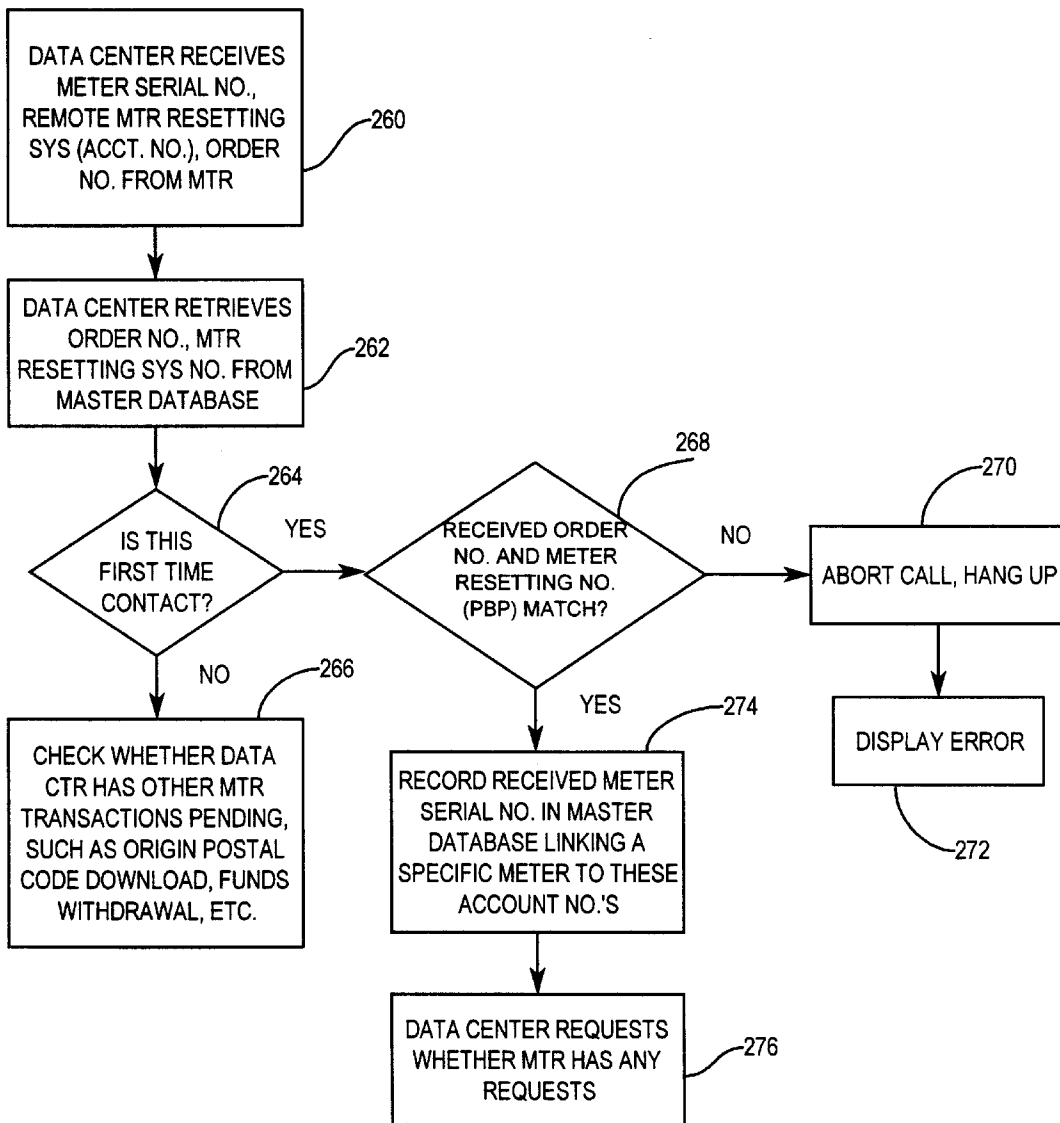 DATA CENTER RECEIVES
METER SERIAL NO.,
REMOTE MTR RESETTING
SYS (ACCT. NO.), ORDER
NO. FROM MTR
260
DATA CENTER RETRIEVES
ORDER NO., MTR
RESETTING SYS NO. FROM
MASTER DATABASE
262
IS THIS
FIRST TIME
CONTACT?
264
YES
NO
RECEIVED ORDER
NO. AND METER
RESETTING NO.
(PBP) MATCH?
268
NO
YES
ABORT CALL, HANG UP
270
DISPLAY ERROR
272
CHECK WHETHER DATA
CTR HAS OTHER MTR
TRANSACTIONS PENDING,
SUCH AS ORIGIN POSTAL
CODE DOWNLOAD, FUNDS
WITHDRAWAL, ETC.
266
RECORD RECEIVED METER
SERIAL NO. IN MASTER
DATABASE LINKING A
SPECIFIC METER TO THESE
ACCOUNT NO.'S
274
DATA CENTER REQUESTS
WHETHER MTR HAS ANY
REQUESTS
276